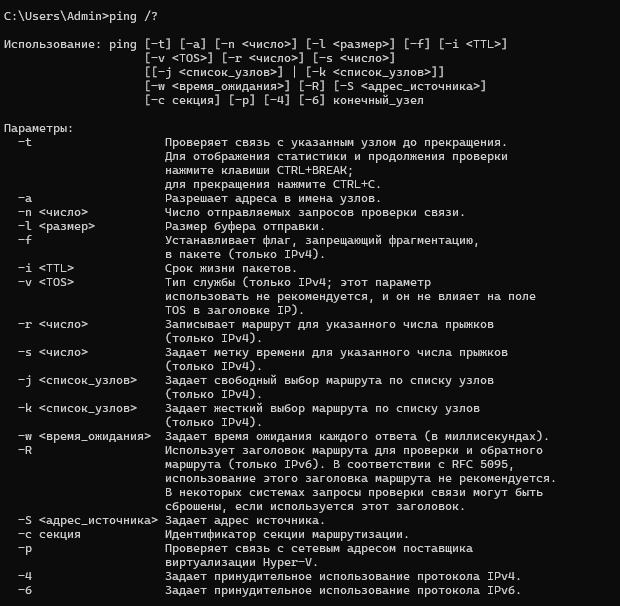 C:\Users\Admin>ping /?
Использование: ping [-t] [-a] [-n <число>] [-l <размер>] [-f] [-i <TTL>]
[-v <TOS>] [-r <число>] [-s <число>]
[[-j <список_узлов>] | [-k <список_узлов>]]
[-w <время_ожидания>] [-R] [-S <адрес_источника>]
[-c секция] [-p] [-4] [-6] конечный_узел
Параметры:
-t Проверяет связь с указанным узлом до прекращения.
Для отображения статистики и продолжения проверки
нажмите клавиши CTRL+BREAK;
для прекращения нажмите CTRL+C.
-a Разрешает адреса в имена узлов.
-n <число> Число отправляемых запросов проверки связи.
-l <размер> Размер буфера отправки.
-f Устанавливает флаг, запрещающий фрагментацию,
в пакете (только IPv4).
-i <TTL> Срок жизни пакетов.
-v <TOS> Тип службы (только IPv4; этот параметр
использовать не рекомендуется, и он не влияет на поле
TOS в заголовке IP).
-r <число> Записывает маршрут для указанного числа прыжков
(только IPv4).
-s <число> Задает метку времени для указанного числа прыжков
(только IPv4).
-j <список_узлов> Задает свободный выбор маршрута по списку узлов
(только IPv4).
-k <список_узлов> Задает жесткий выбор маршрута по списку узлов
(только IPv4).
-w <время_ожидания> Задает время ожидания каждого ответа (в миллисекундах).
-R Использует заголовок маршрута для проверки и обратного
маршрута (только IPv6). В соответствии с RFC 5095,
использование этого заголовка маршрута не рекомендуется.
В некоторых системах запросы проверки связи могут быть
сброшены, если используется этот заголовок.
-S <адрес_источника> Задает адрес источника.
-c секция Идентификатор секции маршрутизации.
-p Проверяет связь с сетевым адресом поставщика
виртуализации Hyper-V.
-4 Задает принудительное использование протокола IPv4.
-6 Задает принудительное использование протокола IPv6.